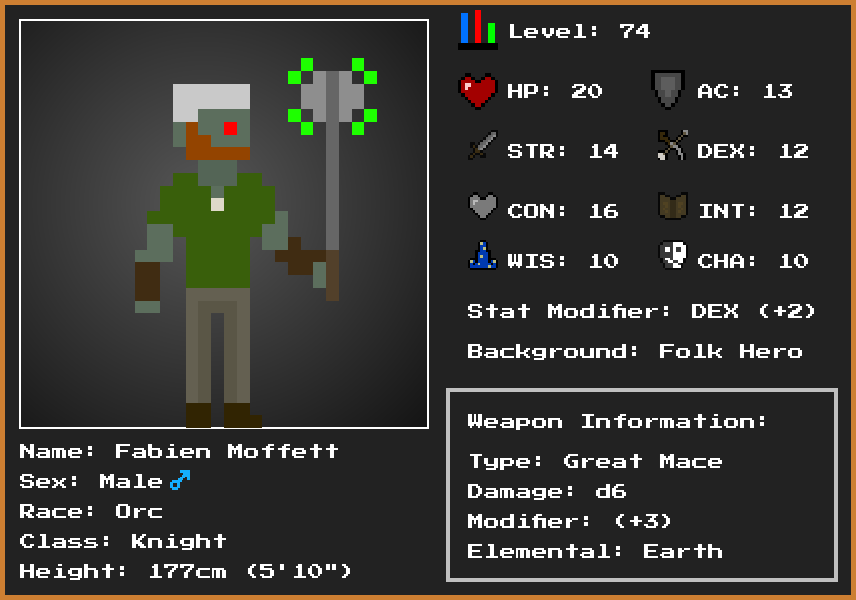 Level: 74
HP: 20
AC: 13
STR: 14
DEX: 12
CON: 16
INT: 12
WIS: 10
CHA: 10
Stat Modifier: DEX (+2)
Background: Folk Hero
Weapon Information:
Type: Great Mace
Damage: d6
Modifier: (+3)
Elemental: Earth
Name: Fabien Moffett
Sex: Male♂
Race: Orc
Class: Knight
Height: 177cm (5'10")